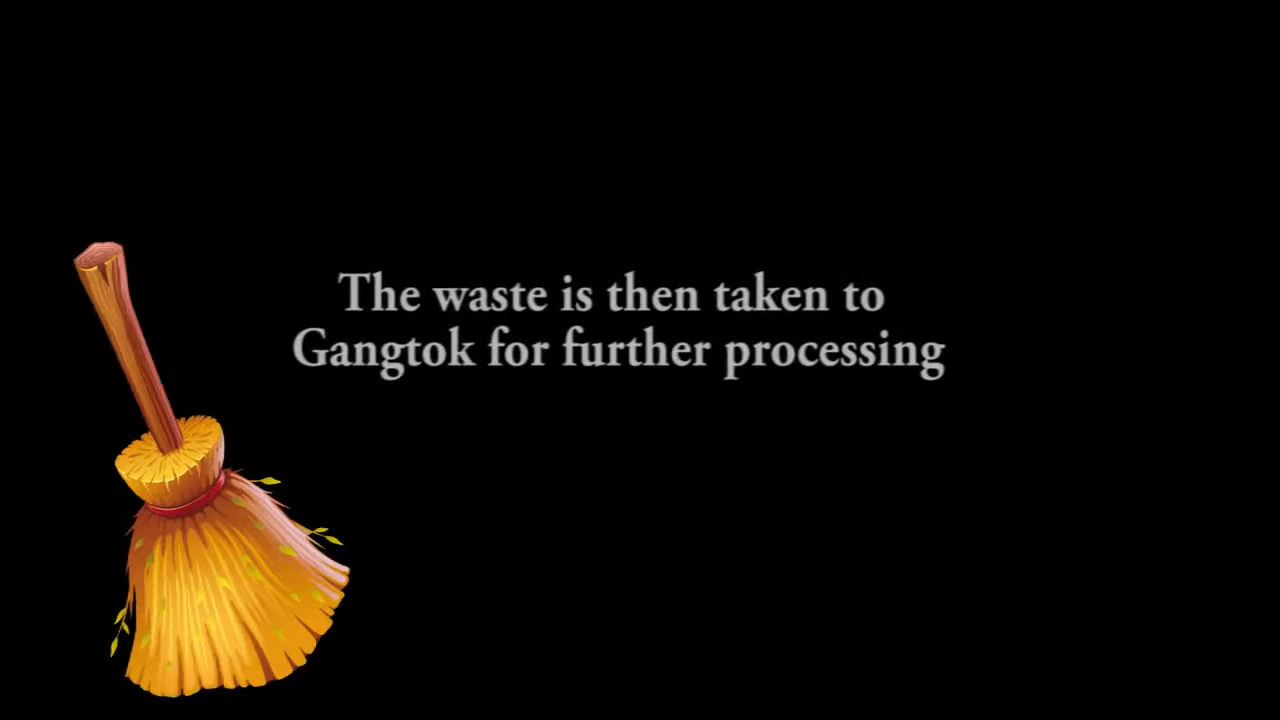 The waste is then taken to
Gangtok for further processing